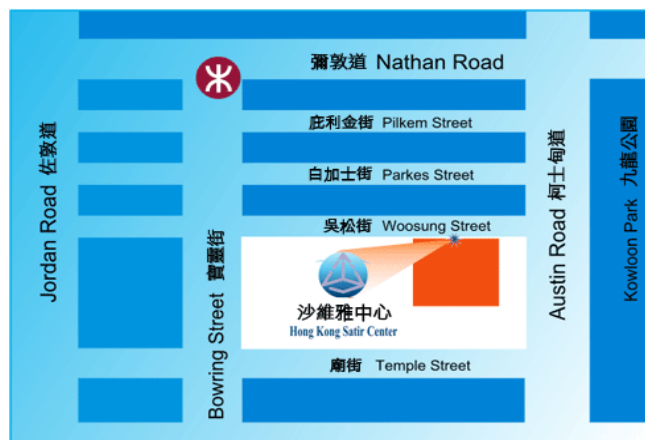 彌敦道 Nathan Road
庇利金街 Pilkem Street
白加士街 Parkes Street
吳松街 Woosung Street
沙維雅中心
Hong Kong Satir Center
廟街 Temple Street
Jordan Road 佐敦道
Bowring Street 寶靈街
Austin Road 柯士甸道
Kowloon Park 九龍公園